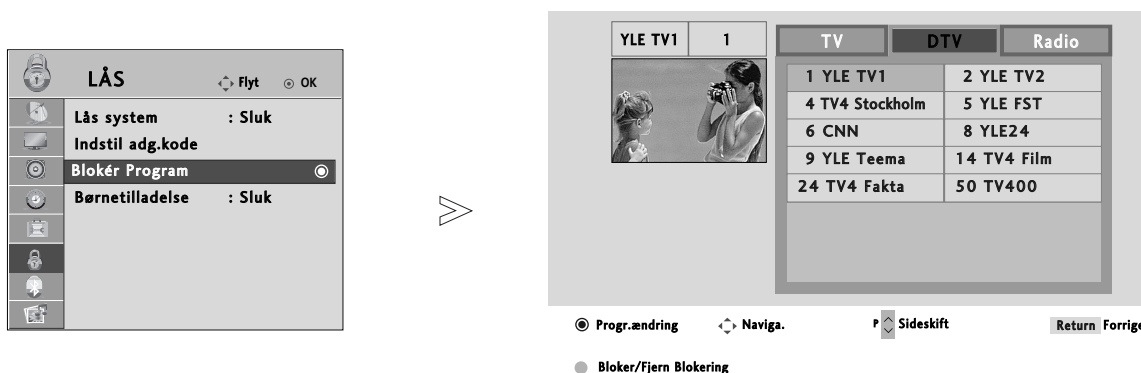 LÅS
Flyt OK
Lås system : Sluk
Indstil adg.kode
Blokér Program
Børnetilladelse : Sluk
YLE TV1 1
TV DTV Radio
1 YLE TV1 2 YLE TV2
4 TV4 Stockholm 5 YLE FST
6 CNN 8 YLE24
9 YLE Teema 14 TV4 Film
24 TV4 Fakta 50 TV400
Progr.ændring Naviga. P Sideskift Return Forrige
Bloker/Fjern Blokering